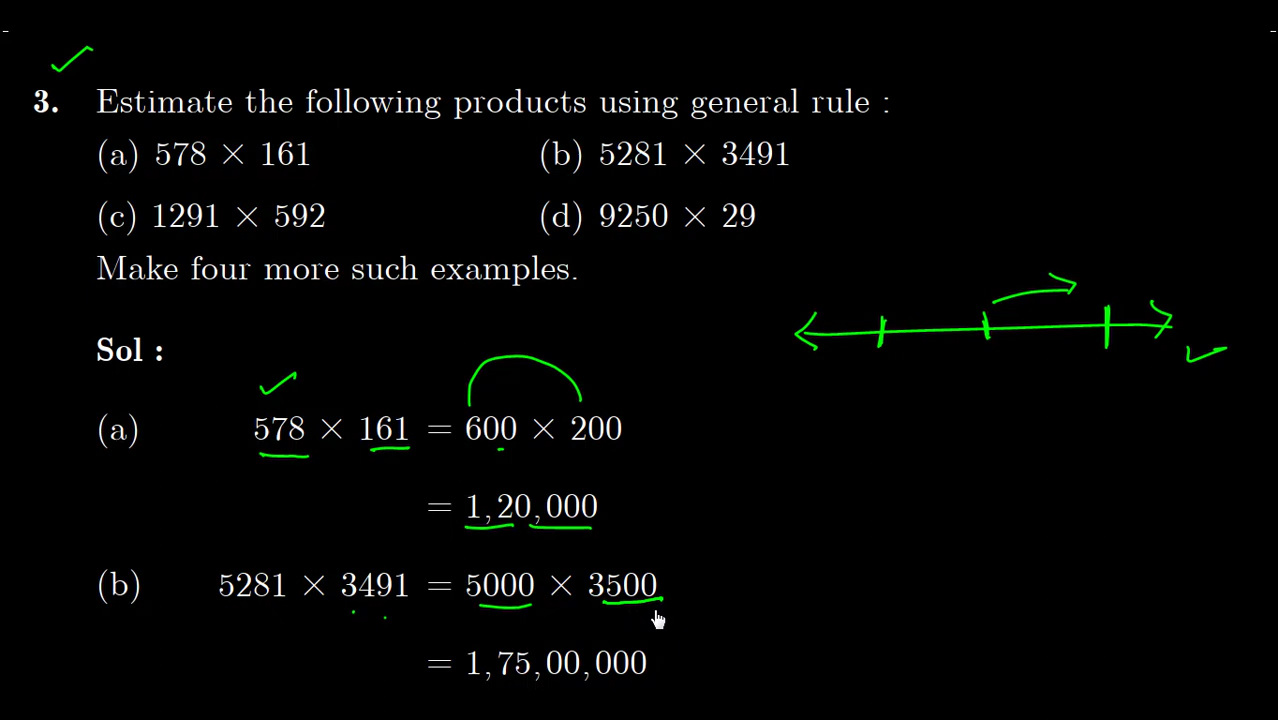 3. Estimate the following products using general rule :
(a) 578 × 161 (b) 5281 × 3491
(c) 1291 × 592 (d) 9250 × 29
Make four more such examples.
Sol :
(a) 578 × 161 = 600 × 200
= 1,20,000
(b) 5281 × 3491 = 5000 × 3500
= 1,75,00,000